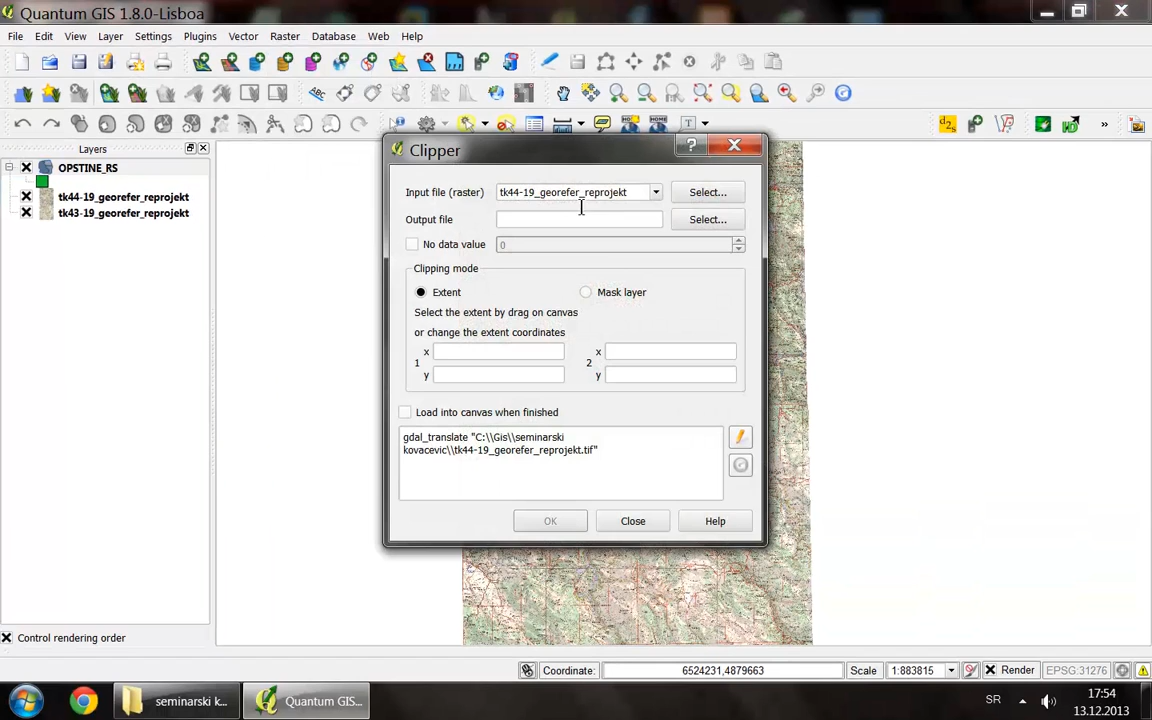 Quantum GIS 1.8.0-Lisboa
File Edit View Layer Settings Plugins Vector Raster Database Web Help
Layers
OPSTINE_RS
tk44-19_georefer_reprojekt
tk43-19_georefer_reprojekt
Clipper
Input file (raster) tk44-19_georefer_reprojekt Select...
Output file Select...
No data value 0
Clipping mode
Extent Mask layer
Select the extent by drag on canvas
or change the extent coordinates
x x
1 2
y y
Load into canvas when finished
gdal_translate "C:\\Gis\\seminarski
kovacevic\\tk44-19_georefer_reprojekt.tif"
OK Close Help
Control rendering order
Coordinate: 6524231,4879663 Scale 1:883815 Render EPSG:31276
seminarski k... Quantum GIS... SR 17:54
13.12.2013